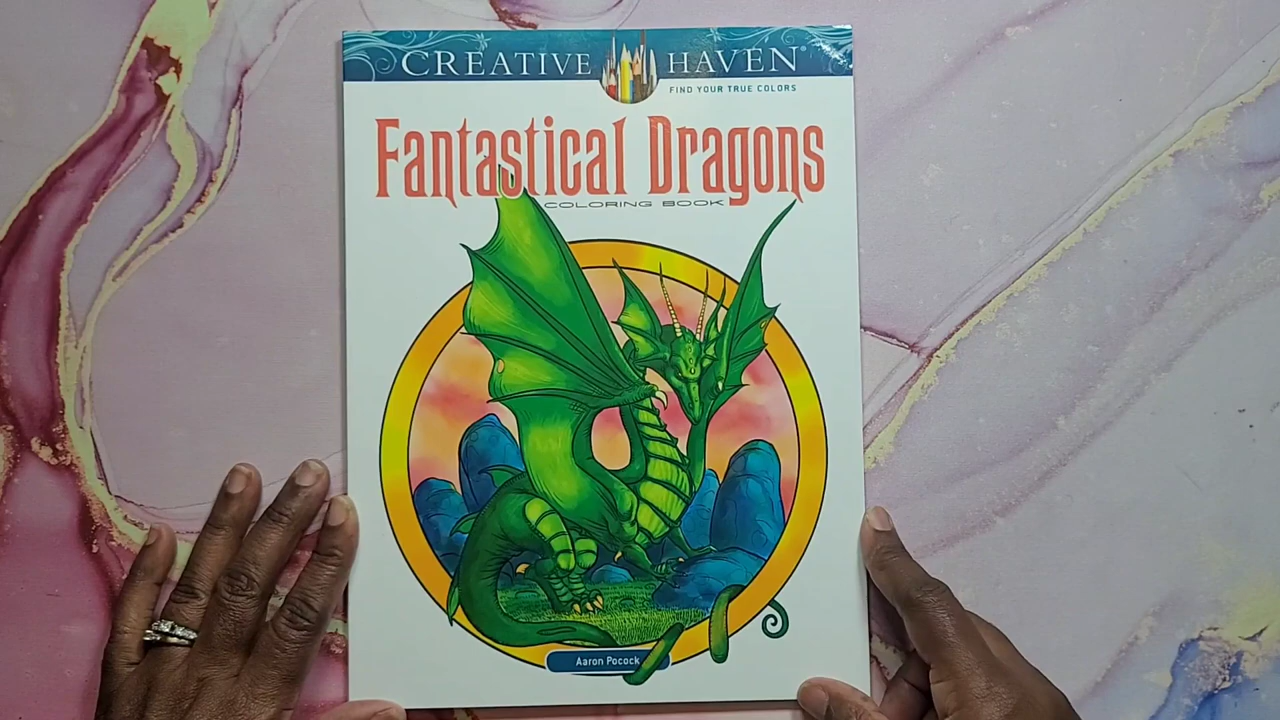 CREATIVE HAVEN®
FIND YOUR TRUE COLORS
Fantastical Dragons
COLORING BOOK
Aaron Pocock